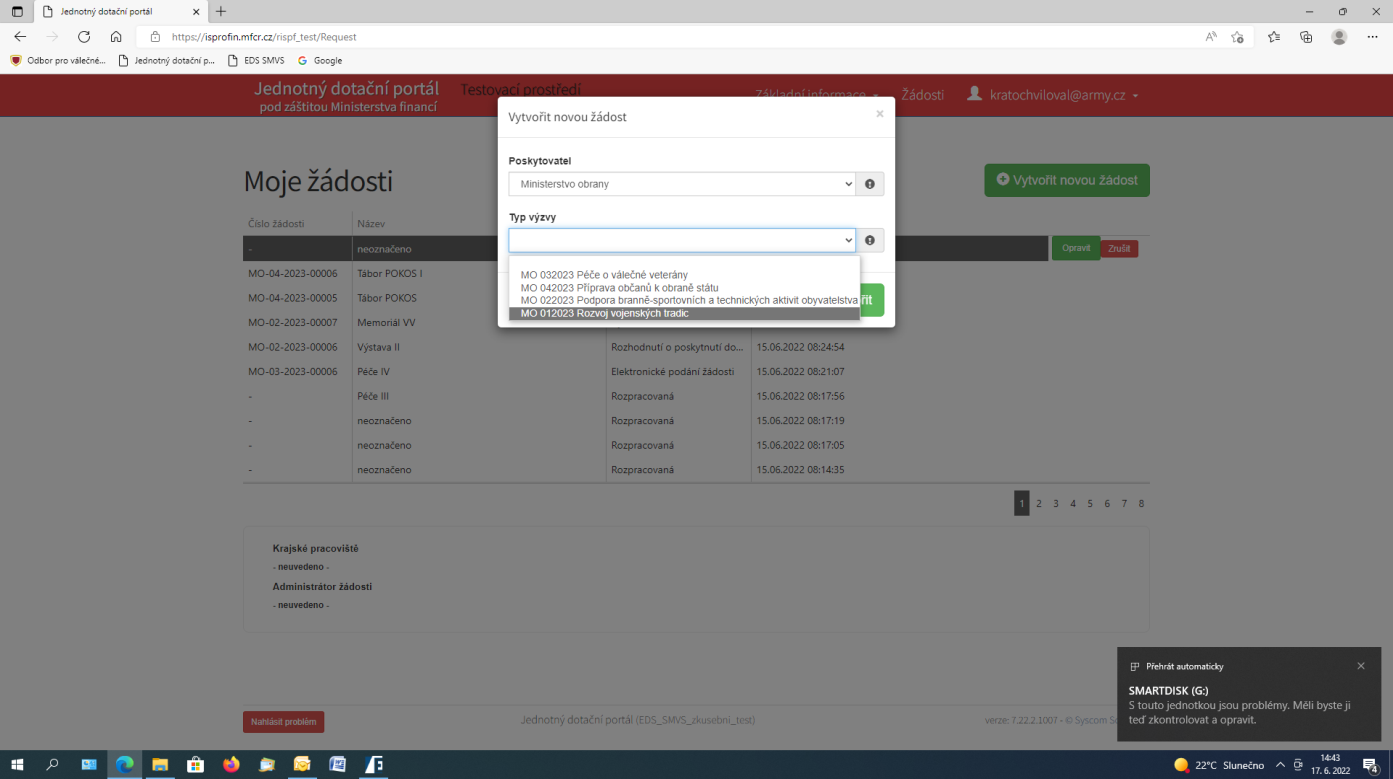 Jednotný dotační portál
https://isprofin.mfcr.cz/rispf_test/Request
Odbor pro válečné... Jednotný dotační p... EDS SMVS Google
Jednotný dotační portál
pod záštitou Ministerstva financí
Testovací prostředí
Základní informace Žádosti kratochviloval@army.cz
Vytvořit novou žádost ×
Poskytovatel
Ministerstvo obrany
Typ výzvy
MO 032023 Péče o válečné veterány
MO 042023 Příprava občanů k obraně státu
MO 022023 Podpora branně-sportovních a technických aktivit obyvatelstva
MO 012023 Rozvoj vojenských tradic
Moje žádosti
Vytvořit novou žádost
Číslo žádosti Název
- neoznačeno Opravit Zrušit
MO-04-2023-00006 Tábor POKOS I
MO-04-2023-00005 Tábor POKOS
MO-02-2023-00007 Memoriál VV
MO-02-2023-00006 Výstava II Rozhodnutí o poskytnutí do... 15.06.2022 08:24:54
MO-03-2023-00006 Péče IV Elektronické podání žádosti 15.06.2022 08:21:07
- Péče III Rozpracovaná 15.06.2022 08:17:56
- neoznačeno Rozpracovaná 15.06.2022 08:17:19
- neoznačeno Rozpracovaná 15.06.2022 08:17:05
- neoznačeno Rozpracovaná 15.06.2022 08:14:35
1 2 3 4 5 6 7 8
Krajské pracoviště
- neuvedeno -
Administrátor žádosti
- neuvedeno -
Přehrát automaticky
SMARTDISK (G:)
S touto jednotkou jsou problémy. Měli byste ji
teď zkontrolovat a opravit.
Nahlásit problém Jednotný dotační portál (EDS_SMVS_zkusebni_test) verze: 7.22.2.1007 - © Syscom
22°C Slunečno 14:43
17. 6. 2022
4